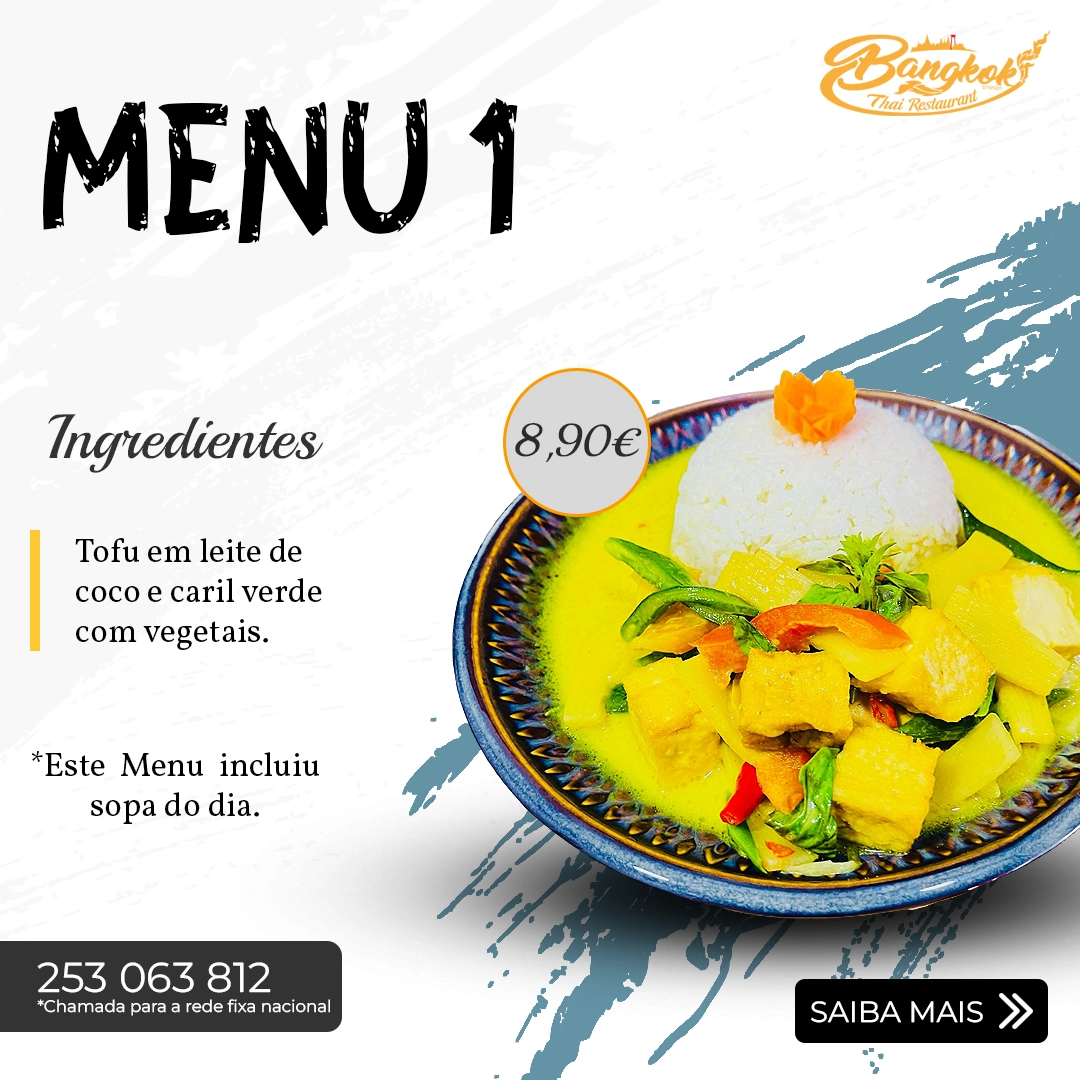 Bangkok
Thai Restaurant
MENU 1
Ingredientes
8,90€
Tofu em leite de
coco e caril verde
com vegetais.
*Este Menu incluiu
sopa do dia.
253 063 812
*Chamada para a rede fixa nacional
SAIBA MAIS